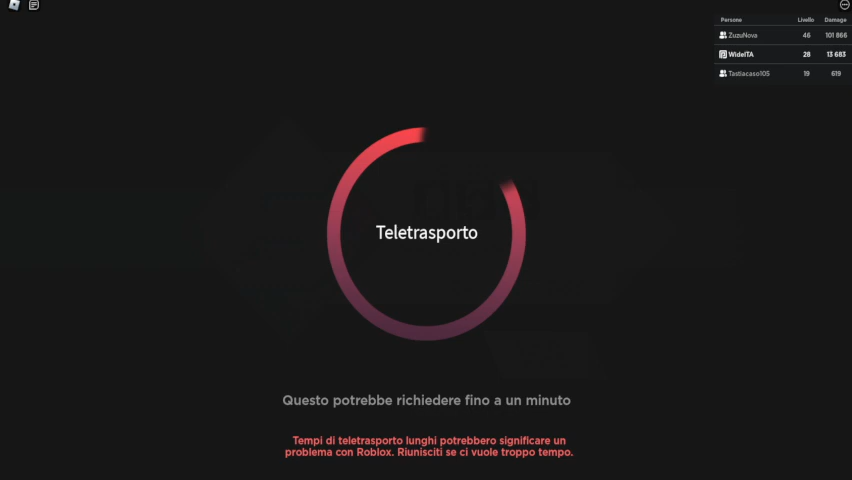 Persone Livello Damage
ZuzuNova 46 101 866
WideITA 28 13 683
Tastiacaso105 19 619
Teletrasporto
Questo potrebbe richiedere fino a un minuto
Tempi di teletrasporto lunghi potrebbero significare un
problema con Roblox. Riunisciti se ci vuole troppo tempo.